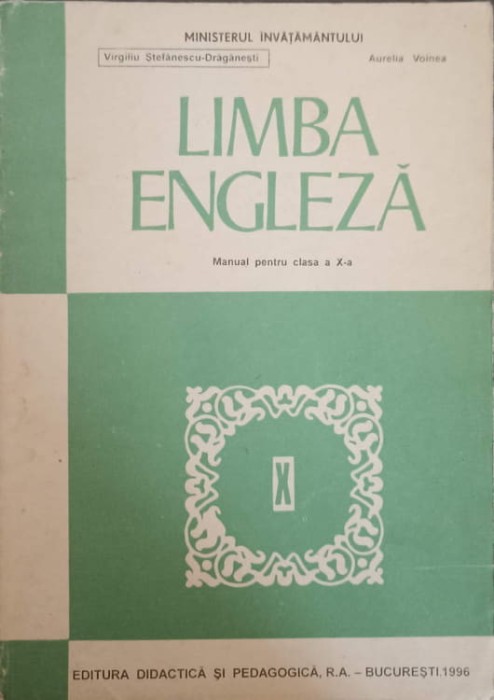 MINISTERUL ÎNVĂȚĂMÂNTULUI
Virgiliu Ștefănescu-Drăgănești Aurelia Voinea
LIMBA
ENGLEZĂ
Manual pentru clasa a X-a
X
EDITURA DIDACTICĂ ȘI PEDAGOGICĂ, R.A. – BUCUREȘTI.1996